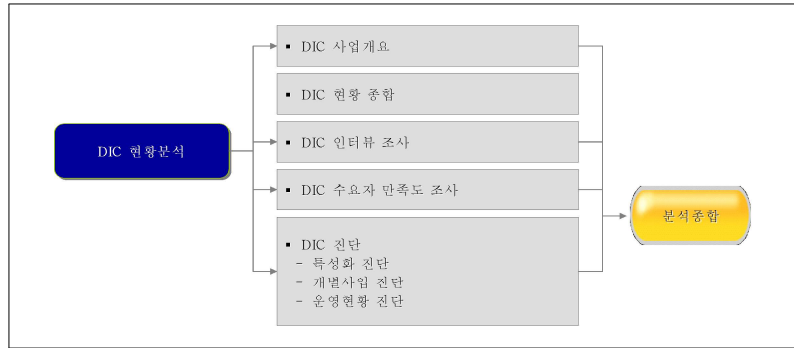 DIC 현황분석
▪ DIC 사업개요
▪ DIC 현황 종합
▪ DIC 인터뷰 조사
▪ DIC 수요자 만족도 조사
▪ DIC 진단
- 특성화 진단
- 개별사입 진단
- 운영현황 진단
분석종합